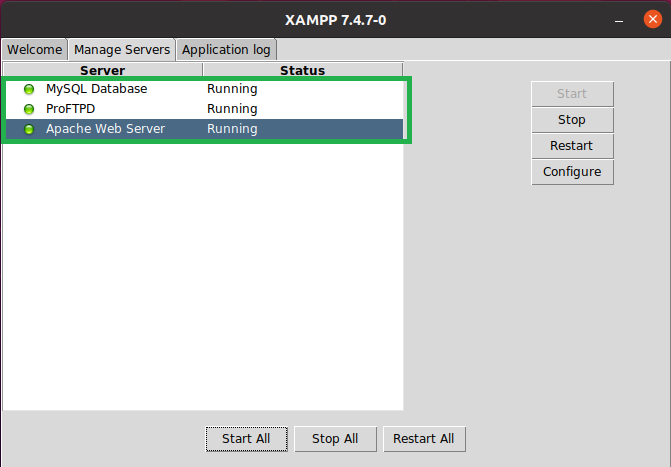 XAMPP 7.4.7-0
Welcome Manage Servers Application log
Server Status
MySQL Database Running
ProFTPD Running
Apache Web Server Running
Start
Stop
Restart
Configure
Start All Stop All Restart All